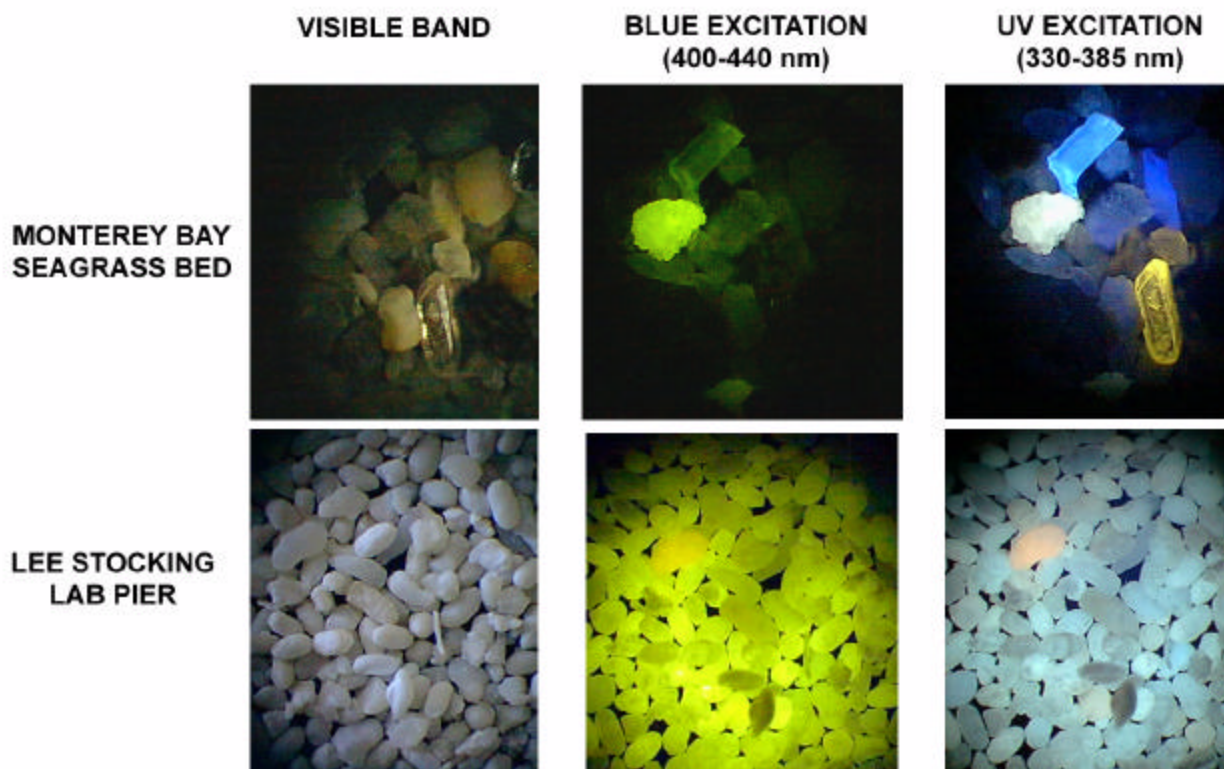 VISIBLE BAND
BLUE EXCITATION
(400-440 nm)
UV EXCITATION
(330-385 nm)
MONTEREY BAY
SEAGRASS BED
LEE STOCKING
LAB PIER